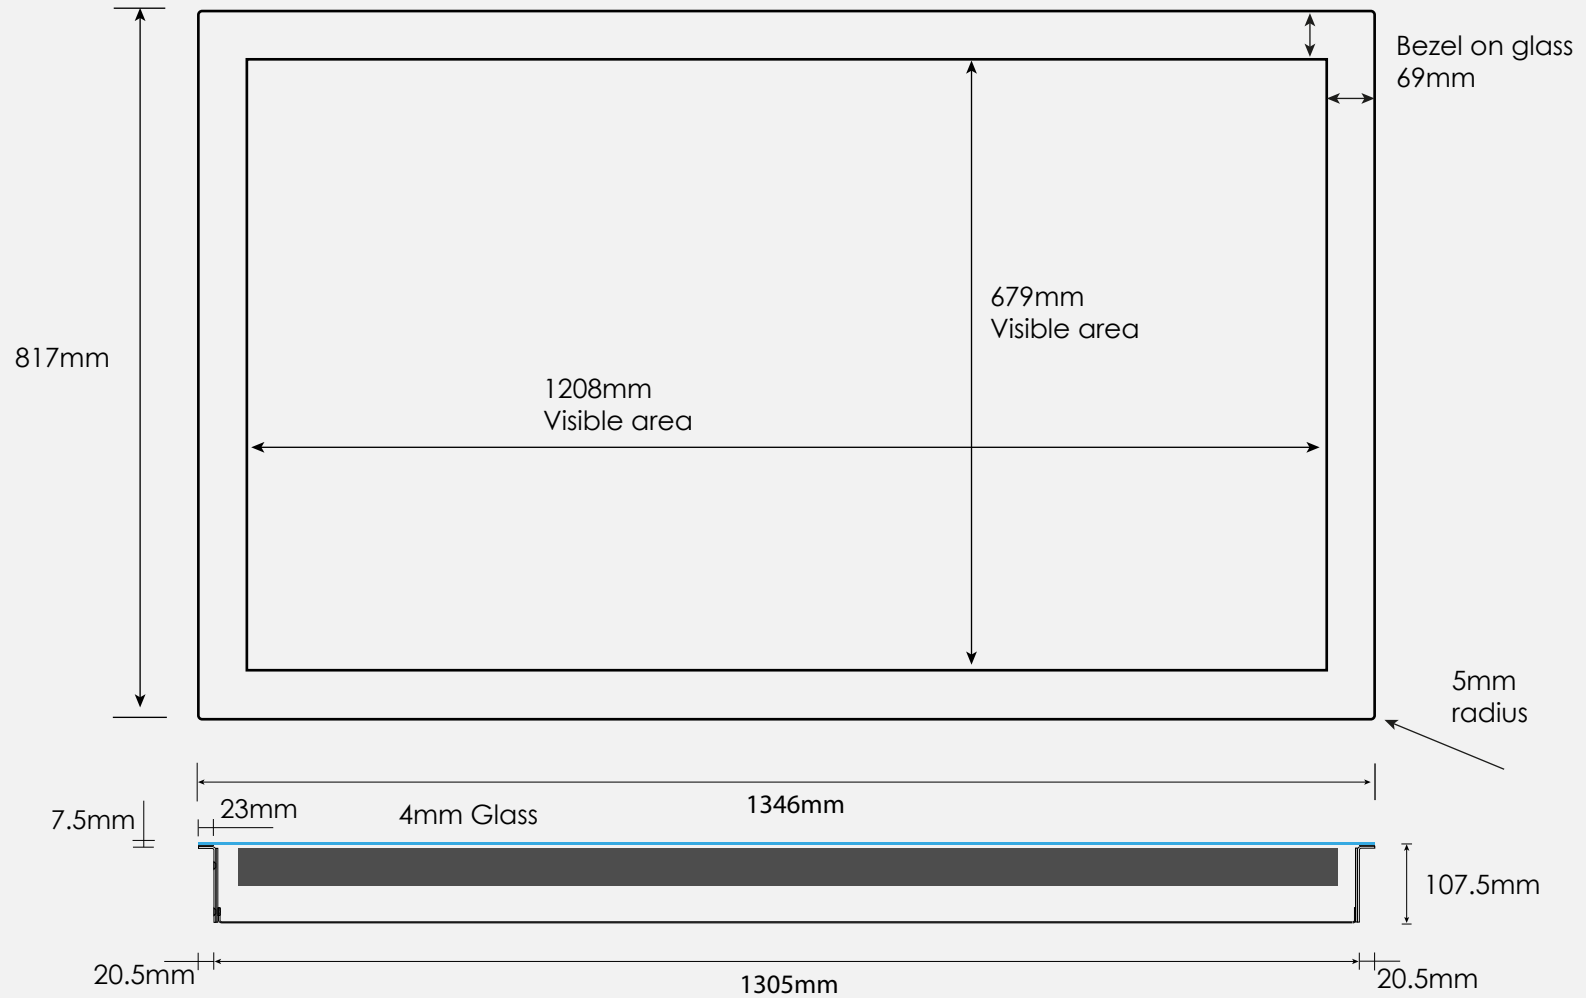 Bezel on glass
69mm
679mm
Visible area
817mm
1208mm
Visible area
5mm
radius
1346mm
23mm
4mm Glass
7.5mm
107.5mm
20.5mm
1305mm
20.5mm